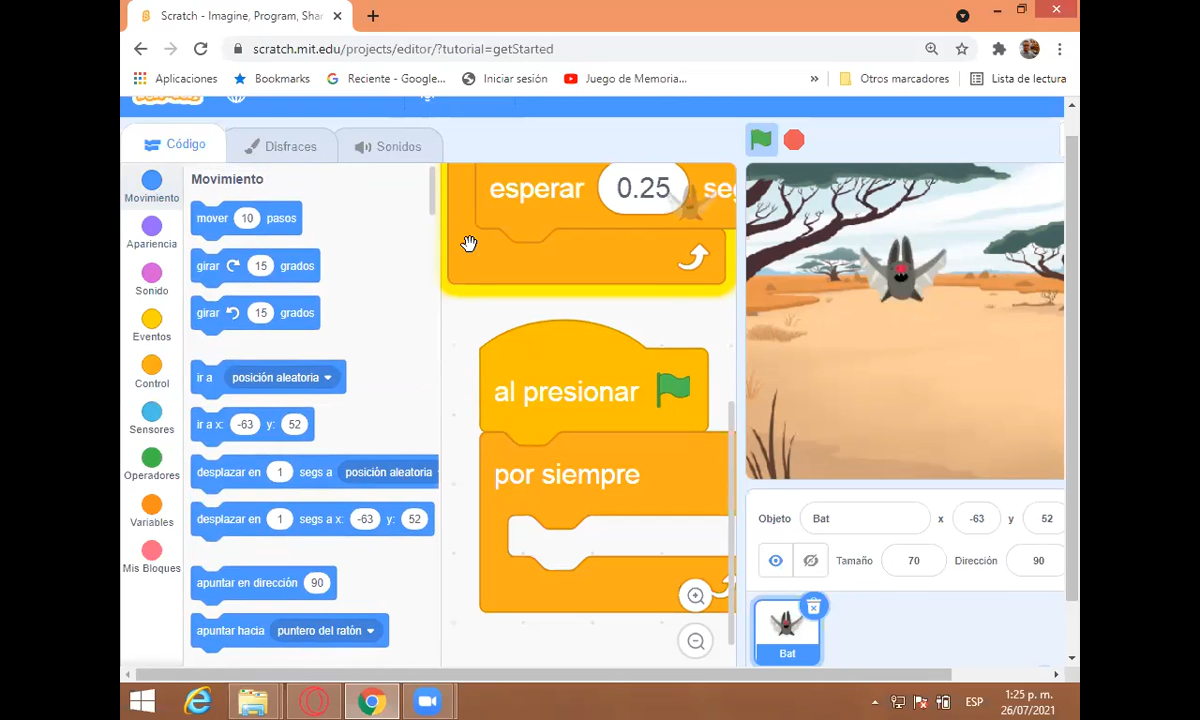 Scratch - Imagine, Program, Shar
scratch.mit.edu/projects/editor/?tutorial=getStarted
Aplicaciones
Bookmarks
Reciente - Google...
Iniciar sesión
Juego de Memoria...
»
Otros marcadores
Lista de lectura
Código
Disfraces
Sonidos
Movimiento
Movimiento
Apariencia
Sonido
Eventos
Control
Sensores
Operadores
Variables
Mis Bloques
mover 10 pasos
girar 15 grados
girar 15 grados
ir a posición aleatoria
ir a x: -63 y: 52
desplazar en 1 segs a posición aleatoria
desplazar en 1 segs a x: -63 y: 52
apuntar en dirección 90
apuntar hacia puntero del ratón
esperar 0.25 se
al presionar
por siempre
Objeto Bat x -63 y 52
Tamaño 70 Dirección 90
Bat
ESP
1:25 p. m.
26/07/2021